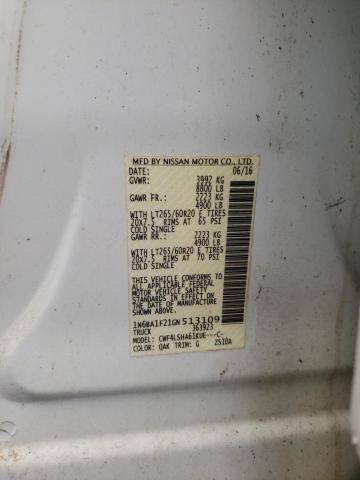 MFD BY NISSAN MOTOR CO., LTD.
DATE: 06/16
GVWR: 3992 KG
8800 LB
GAWR FR.: 2223 KG
4900 LB
WITH LT265/60R20 E TIRES
20X7.5 RIMS AT 65 PSI
COLD SINGLE
GAWR RR.: 2223 KG
4900 LB
WITH LT265/60R20 E TIRES
20X7.5 RIMS AT 70 PSI
COLD SINGLE
THIS VEHICLE CONFORMS TO ALL
APPLICABLE FEDERAL
MOTOR VEHICLE SAFETY
STANDARDS IN EFFECT ON THE
DATE OF MANUFACTURE
SHOWN ABOVE.
1N6BA1F21GN513109
TRUCK 363923
MODEL: CWF4LSHA61KUE---C-
COLOR: QAK TRIM: G ZS10A